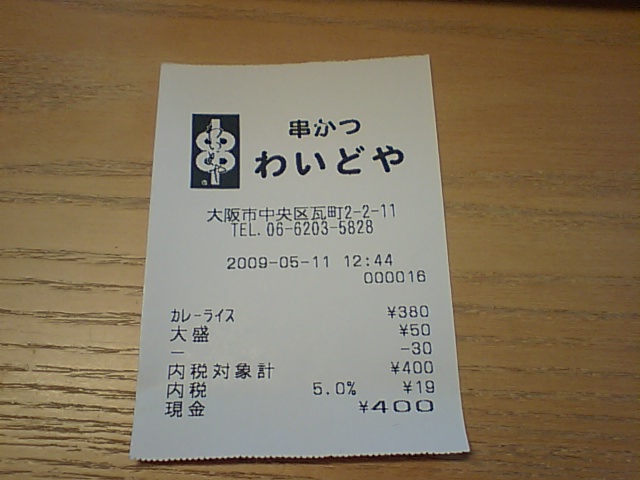 串かつ
わいどや
大阪市中央区瓦町2-2-11
TEL.06-6203-5828
2009-05-11 12:44
000016
カレーライス ¥380
大盛 ¥50
ー -30
内税対象計 ¥400
内税 5.0% ¥19
現金 ¥400